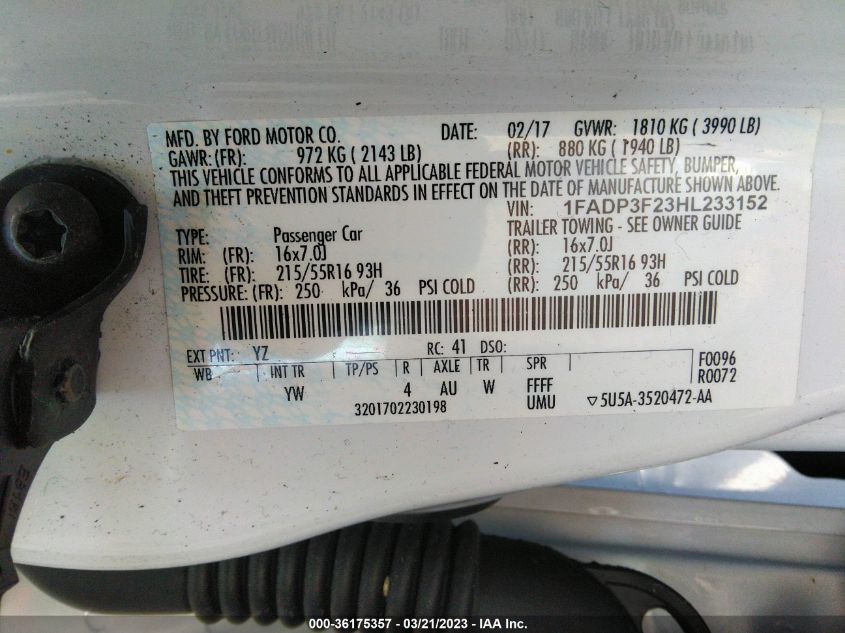 MFD. BY FORD MOTOR CO. DATE: 02/17 GVWR: 1810 KG ( 3990 LB)
GAWR: (FR): 972 KG ( 2143 LB) (RR): 880 KG ( 1940 LB)
THIS VEHICLE CONFORMS TO ALL APPLICABLE FEDERAL MOTOR VEHICLE SAFETY, BUMPER,
AND THEFT PREVENTION STANDARDS IN EFFECT ON THE DATE OF MANUFACTURE SHOWN ABOVE.
VIN: 1FADP3F23HL233152
TYPE: Passenger Car TRAILER TOWING - SEE OWNER GUIDE
RIM: (FR): 16x7.0J (RR): 16x7.0J
TIRE: (FR): 215/55R16 93H (RR): 215/55R16 93H
PRESSURE: (FR): 250 kPa/ 36 PSI COLD (RR): 250 kPa/ 36 PSI COLD
EXT PNT: YZ RC: 41 DSO:
WB INT TR TP/PS R AXLE TR SPR F0096
R0072
YW 4 AU W FFFF
3201702230198 UMU ▽5U5A-3520472-AA
000-36175357 - 03/21/2023 - IAA Inc.